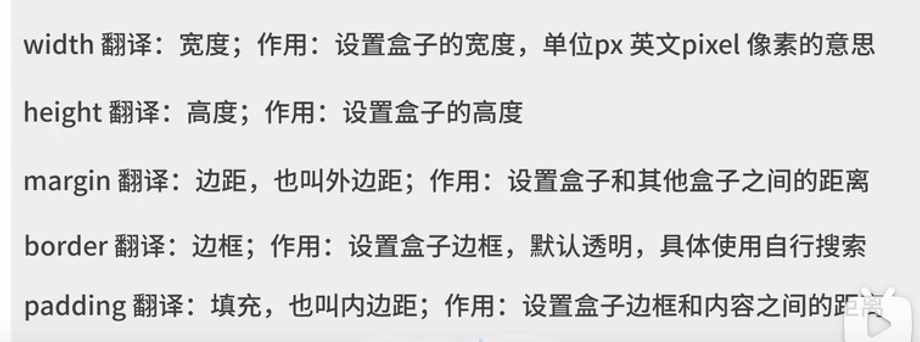 width 翻译：宽度；作用：设置盒子的宽度，单位px 英文pixel 像素的意思
height 翻译：高度；作用：设置盒子的高度
margin 翻译：边距，也叫外边距；作用：设置盒子和其他盒子之间的距离
border 翻译：边框；作用：设置盒子边框，默认透明，具体使用自行搜索
padding 翻译：填充，也叫内边距；作用：设置盒子边框和内容之间的距离